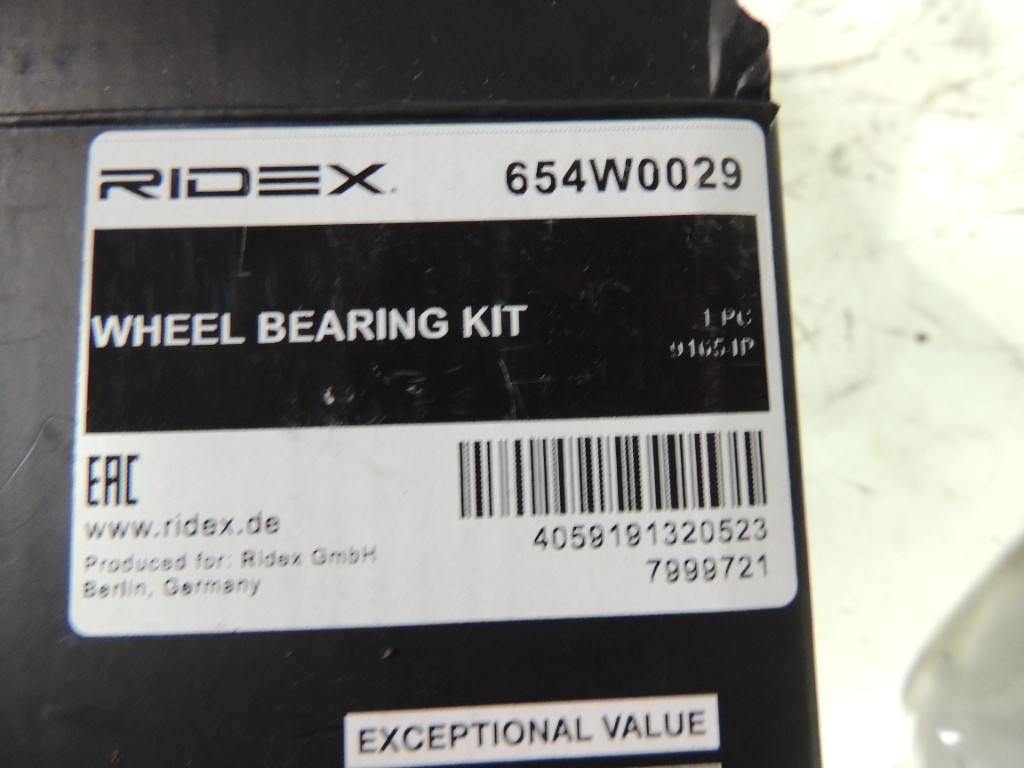 RIDEX. 654W0029
WHEEL BEARING KIT
1 PC
91651P
EAC
www.ridex.de
Produced for: Ridex GmbH
Berlin, Germany
4059191320523
7999721
EXCEPTIONAL VALUE